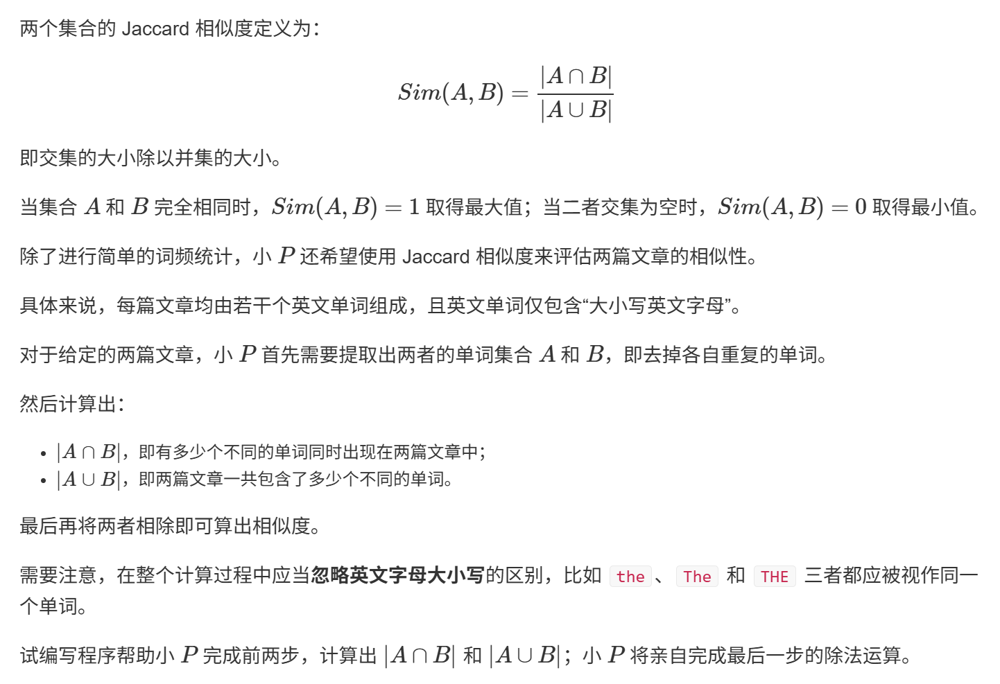 两个集合的 Jaccard 相似度定义为：
Sim(A, B) = |A ∩ B| / |A ∪ B|
即交集的大小除以并集的大小。
当集合 A 和 B 完全相同时，Sim(A, B) = 1 取得最大值；当二者交集为空时，Sim(A, B) = 0 取得最小值。
除了进行简单的词频统计，小 P 还希望使用 Jaccard 相似度来评估两篇文章的相似性。
具体来说，每篇文章均由若干个英文单词组成，且英文单词仅包含“大小写英文字母”。
对于给定的两篇文章，小 P 首先需要提取出两者的单词集合 A 和 B，即去掉各自重复的单词。
然后计算出：
• |A ∩ B|，即有多少个不同的单词同时出现在两篇文章中；
• |A ∪ B|，即两篇文章一共包含了多少个不同的单词。
最后再将两者相除即可算出相似度。
需要注意，在整个计算过程中应当忽略英文字母大小写的区别，比如 the 、 The 和 THE 三者都应被视作同一
个单词。
试编写程序帮助小 P 完成前两步，计算出 |A ∩ B| 和 |A ∪ B|；小 P 将亲自完成最后一步的除法运算。